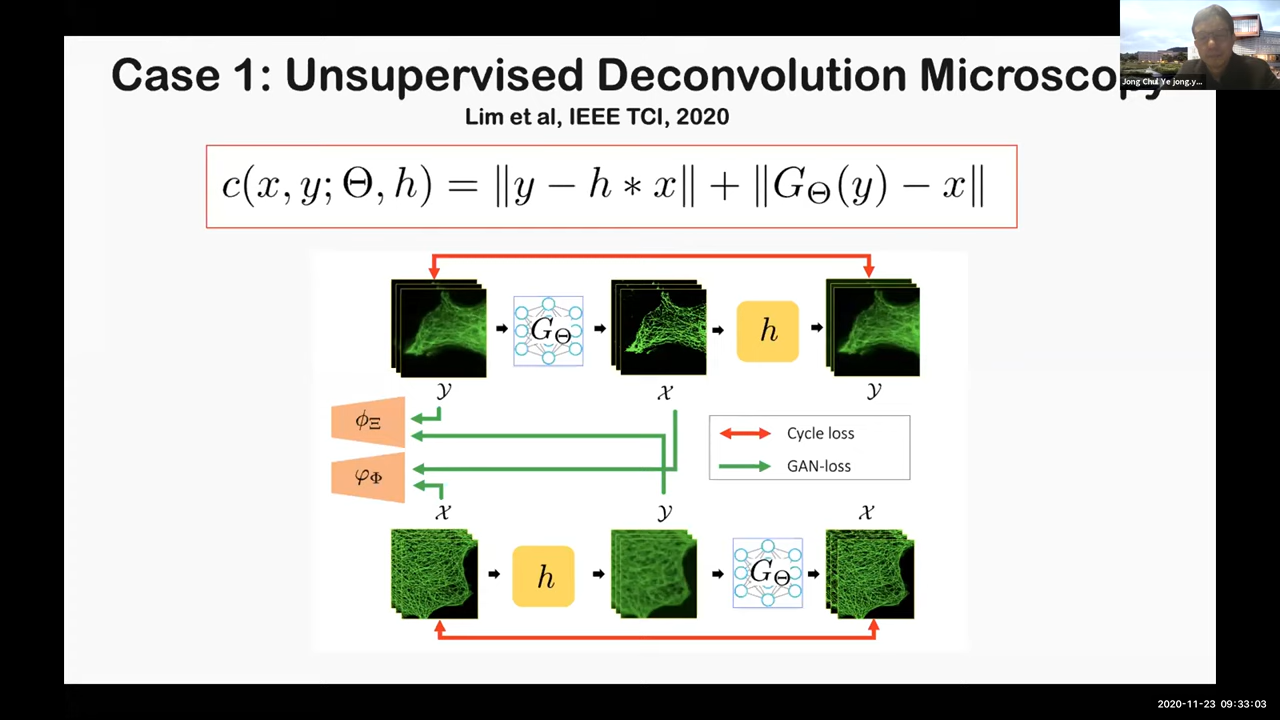 Case 1: Unsupervised Deconvolution Microscopy
Lim et al, IEEE TCI, 2020
c(x, y; Θ, h) = ‖y − h ∗ x‖ + ‖G_Θ(y) − x‖
G_Θ
h
𝒴
𝒳
𝒴
φ_Ξ
Cycle loss
GAN-loss
φ_Φ
𝒳
𝒴
𝒳
h
G_Θ
Jong Chul Ye jong.y...
2020-11-23 09:33:03